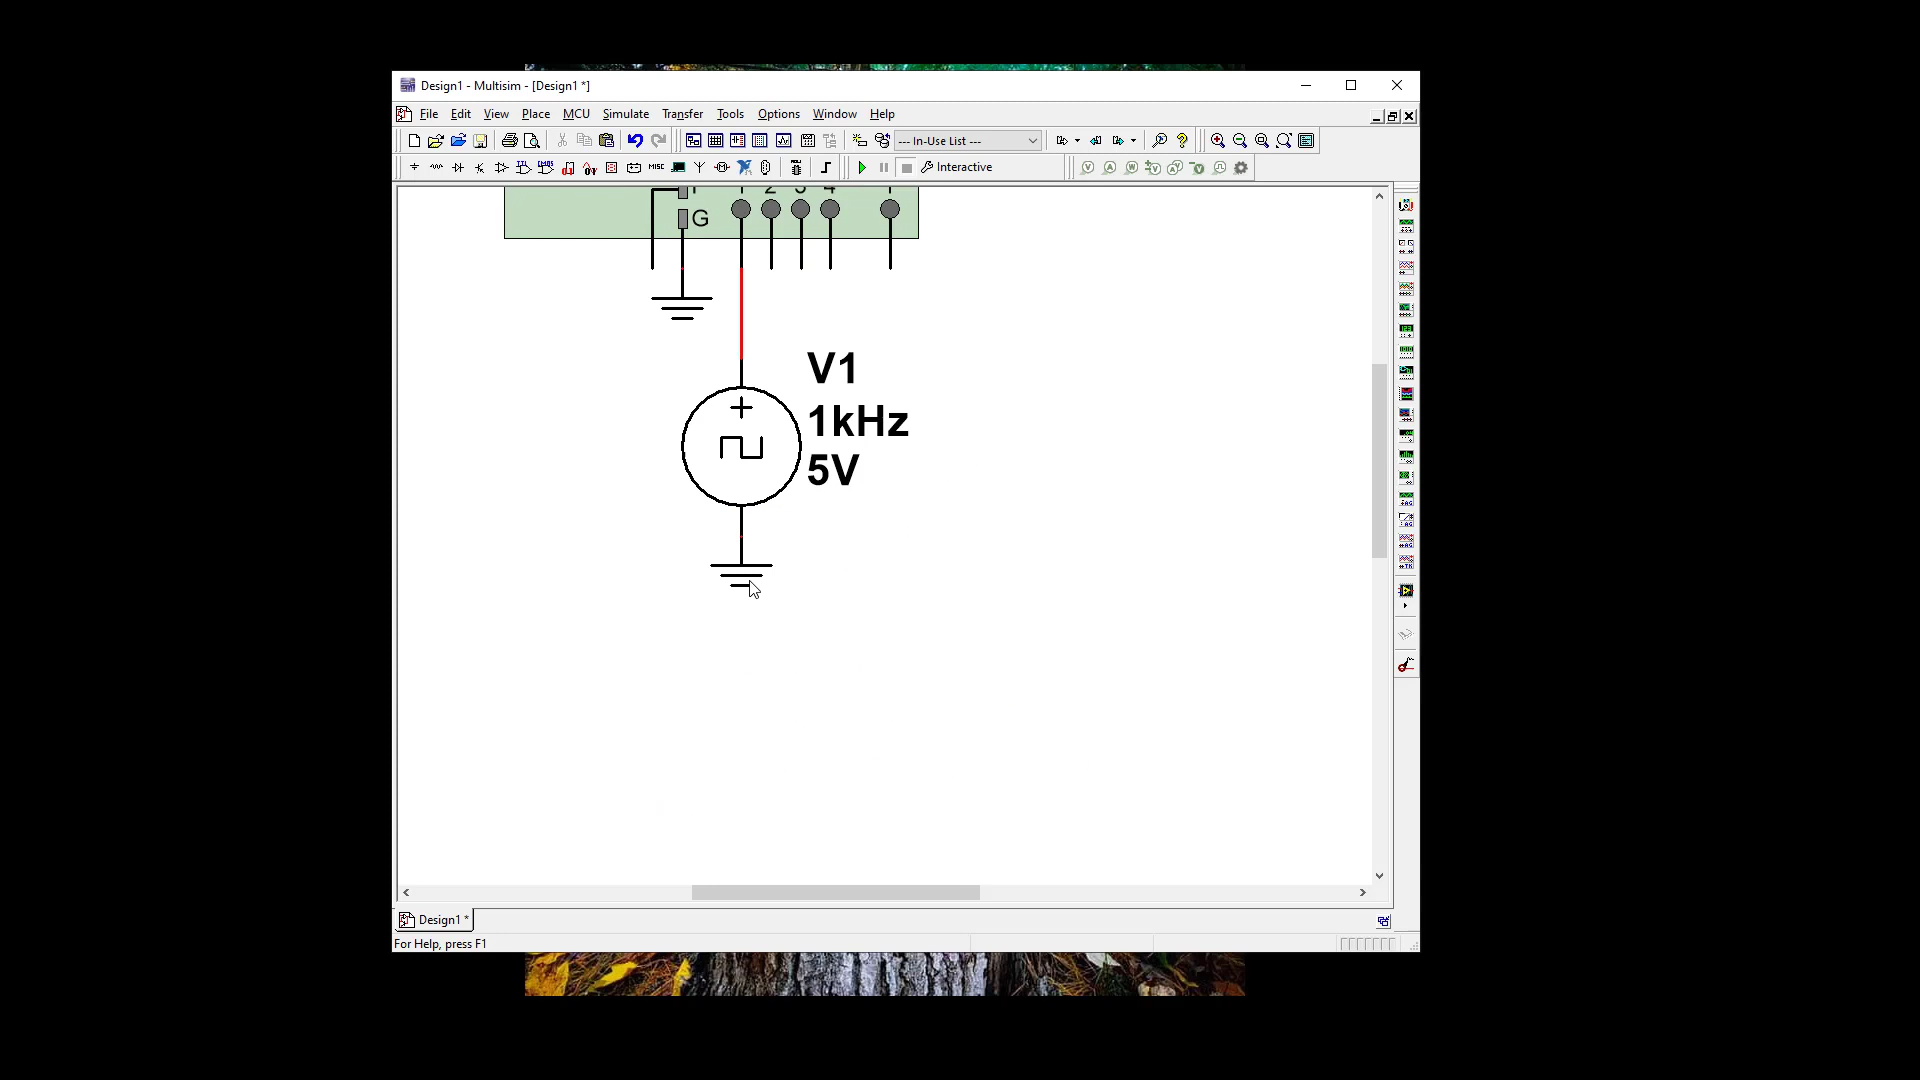 Design1 - Multisim - [Design1 *]
File Edit View Place MCU Simulate Transfer Tools Options Window Help
--- In-Use List ---
MISC Interactive
2 3 4
G
V1
1kHz
5V
Design1 *
For Help, press F1